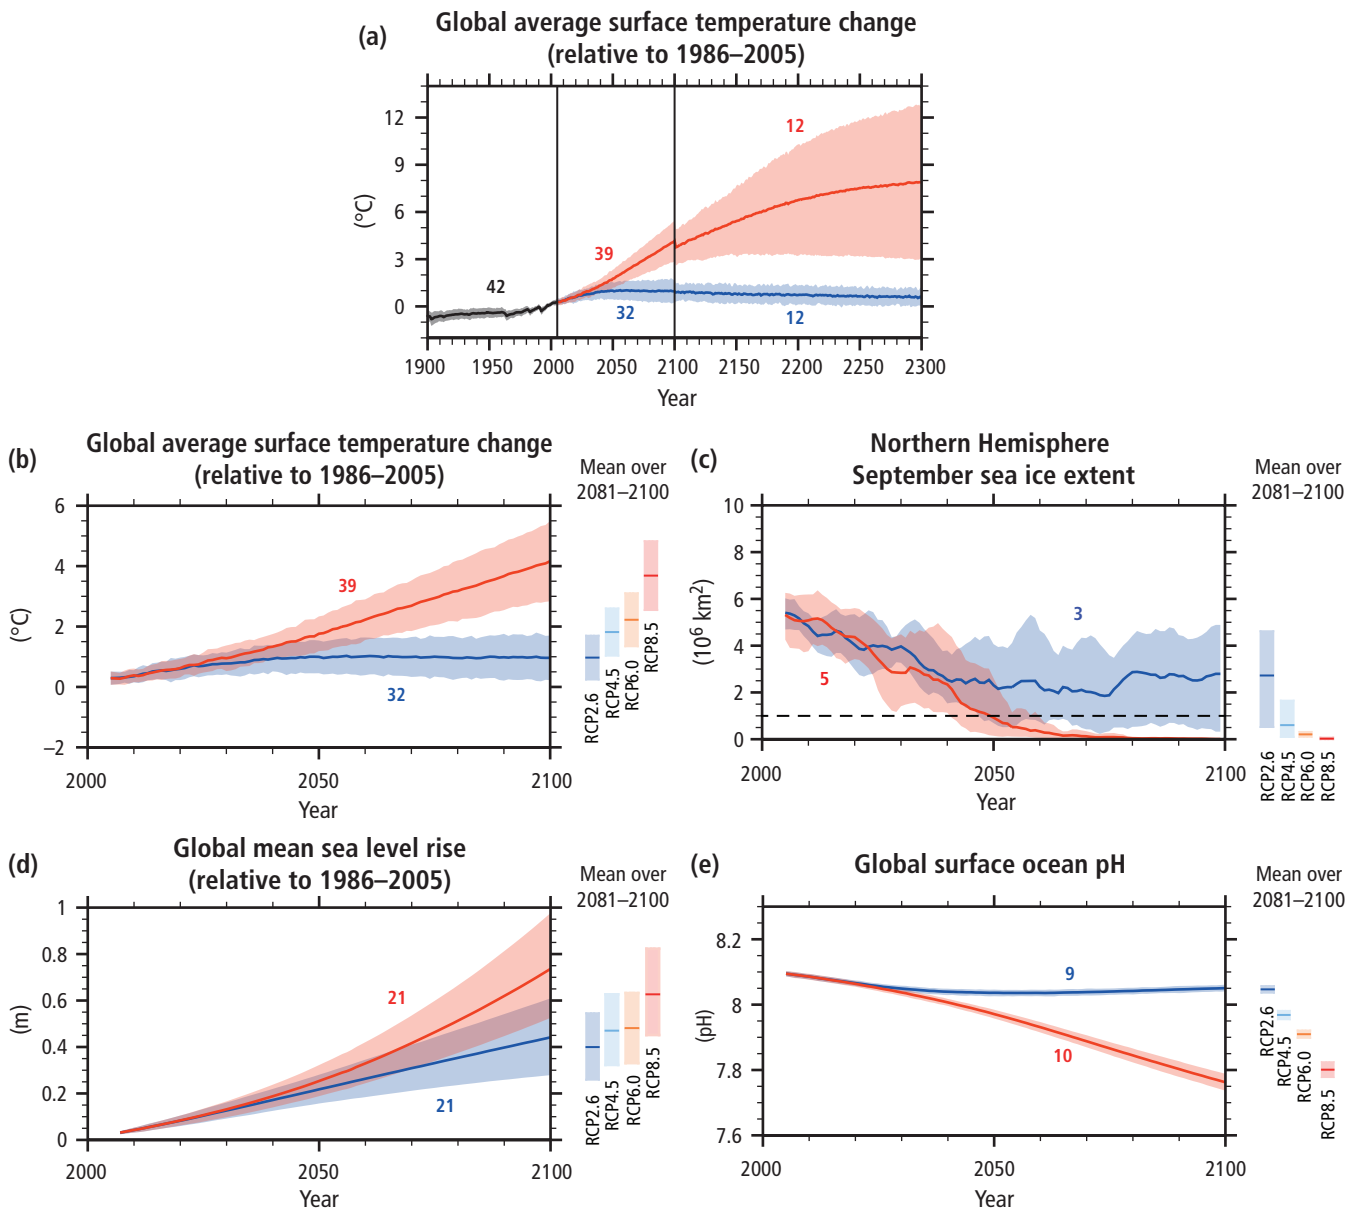 (a)
Global average surface temperature change
(relative to 1986–2005)
(°C)
12
9
6
3
0
42
39
32
12
12
1900 1950 2000 2050 2100 2150 2200 2250 2300
Year
(b)
Global average surface temperature change
(relative to 1986–2005)
Mean over
2081–2100
(°C)
6
4
2
0
–2
39
32
2000 2050 2100
Year
RCP2.6
RCP4.5
RCP6.0
RCP8.5
(c)
Northern Hemisphere
September sea ice extent
Mean over
2081–2100
(10⁶ km²)
10
8
6
4
2
0
3
5
2000 2050 2100
Year
RCP2.6
RCP4.5
RCP6.0
RCP8.5
(d)
Global mean sea level rise
(relative to 1986–2005)
Mean over
2081–2100
(m)
1
0.8
0.6
0.4
0.2
0
21
21
2000 2050 2100
Year
RCP2.6
RCP4.5
RCP6.0
RCP8.5
(e)
Global surface ocean pH
Mean over
2081–2100
(pH)
8.2
8
7.8
7.6
9
10
2000 2050 2100
Year
RCP2.6
RCP4.5
RCP6.0
RCP8.5